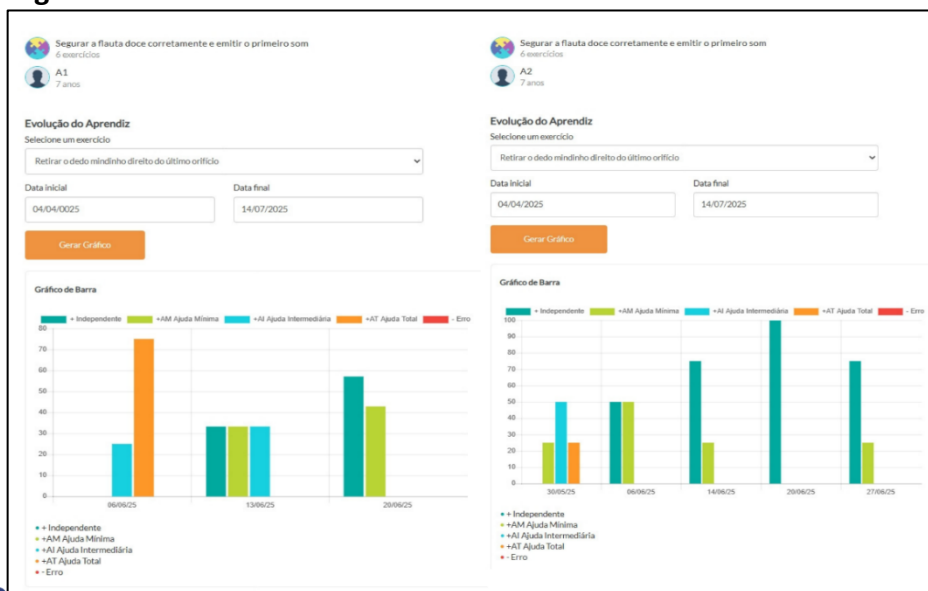 Segurar a flauta doce corretamente e emitir o primeiro som
6 exercícios
A1
7 anos
Evolução do Aprendiz
Selecione um exercício
Retirar o dedo mindinho direito do último orifício
Data inicial
Data final
04/04/0025
14/07/2025
Gerar Gráfico
Gráfico de Barra
+ Independente
+AM Ajuda Mínima
+AI Ajuda Intermediária
+AT Ajuda Total
- Erro
80
70
60
50
40
30
20
10
0
06/06/25
13/06/25
20/06/25
+ Independente
+AM Ajuda Mínima
+AI Ajuda Intermediária
+AT Ajuda Total
- Erro
Segurar a flauta doce corretamente e emitir o primeiro som
6 exercícios
A2
7 anos
Evolução do Aprendiz
Selecione um exercício
Retirar o dedo mindinho direito do último orifício
Data inicial
Data final
04/04/2025
14/07/2025
Gerar Gráfico
Gráfico de Barra
+ Independente
+AM Ajuda Mínima
+AI Ajuda Intermediária
+AT Ajuda Total
- Erro
100
90
80
70
60
50
40
30
20
10
0
30/05/25
06/06/25
14/06/25
20/06/25
27/06/25
+ Independente
+AM Ajuda Mínima
+AI Ajuda Intermediária
+AT Ajuda Total
- Erro